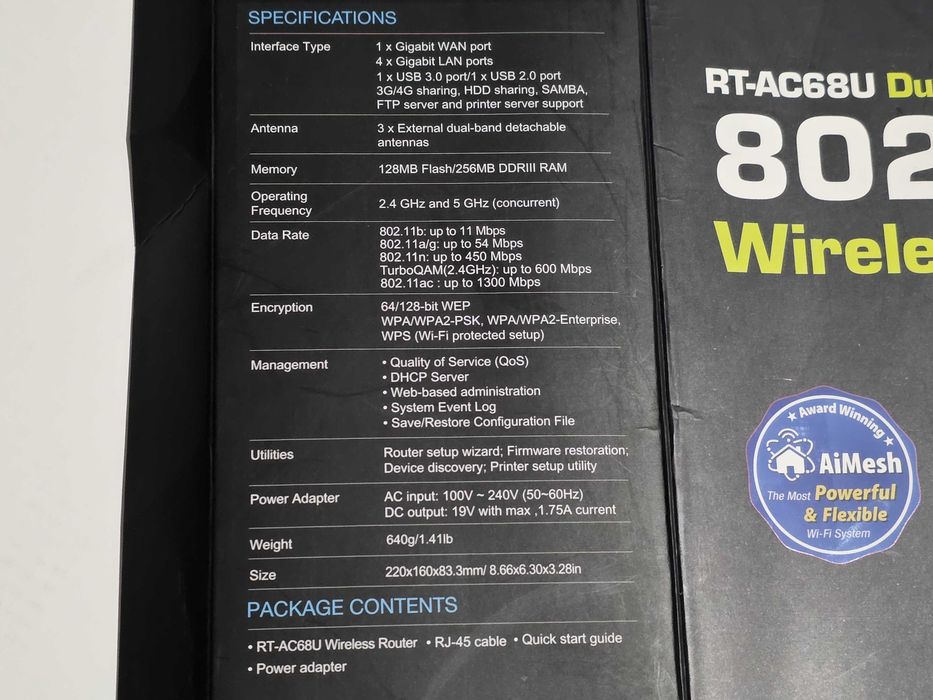 SPECIFICATIONS
Interface Type 1 x Gigabit WAN port
4 x Gigabit LAN ports
1 x USB 3.0 port/1 x USB 2.0 port
3G/4G sharing, HDD sharing, SAMBA,
FTP server and printer server support
Antenna 3 x External dual-band detachable
antennas
Memory 128MB Flash/256MB DDRIII RAM
Operating
Frequency 2.4 GHz and 5 GHz (concurrent)
Data Rate 802.11b: up to 11 Mbps
802.11a/g: up to 54 Mbps
802.11n: up to 450 Mbps
TurboQAM(2.4GHz): up to 600 Mbps
802.11ac : up to 1300 Mbps
Encryption 64/128-bit WEP
WPA/WPA2-PSK, WPA/WPA2-Enterprise,
WPS (Wi-Fi protected setup)
Management • Quality of Service (QoS)
• DHCP Server
• Web-based administration
• System Event Log
• Save/Restore Configuration File
Utilities Router setup wizard; Firmware restoration;
Device discovery; Printer setup utility
Power Adapter AC input: 100V ~ 240V (50~60Hz)
DC output: 19V with max ,1.75A current
Weight 640g/1.41lb
Size 220x160x83.3mm/ 8.66x6.30x3.28in
PACKAGE CONTENTS
• RT-AC68U Wireless Router • RJ-45 cable • Quick start guide
• Power adapter
RT-AC68U Du
802
Wirele
Award Winning
AiMesh
The Most Powerful
& Flexible
Wi-Fi System